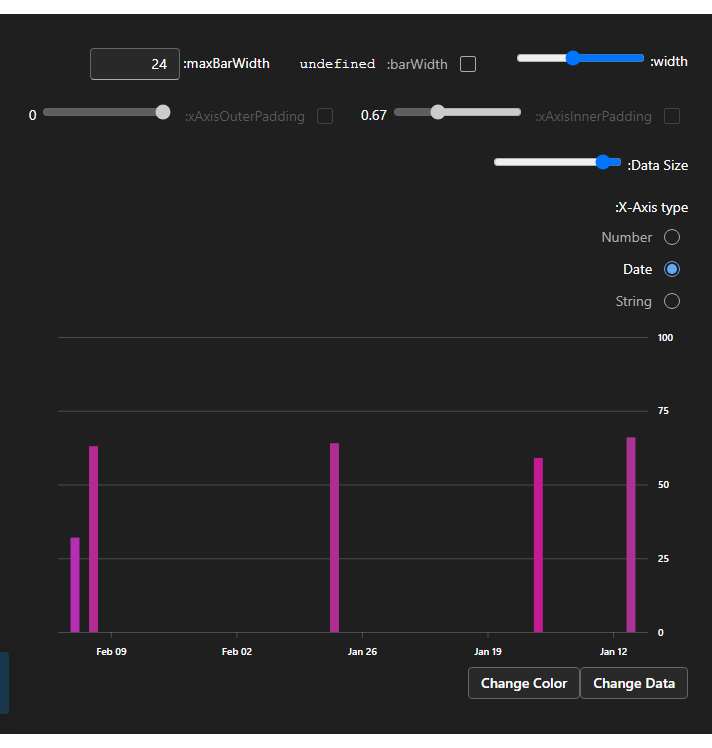 24 :maxBarWidth undefined :barWidth :width
0 :xAxisOuterPadding 0.67 :xAxisInnerPadding
:Data Size
:X-Axis type
Number
Date
String
100
75
50
25
0
Feb 09 Feb 02 Jan 26 Jan 19 Jan 12
Change Color Change Data